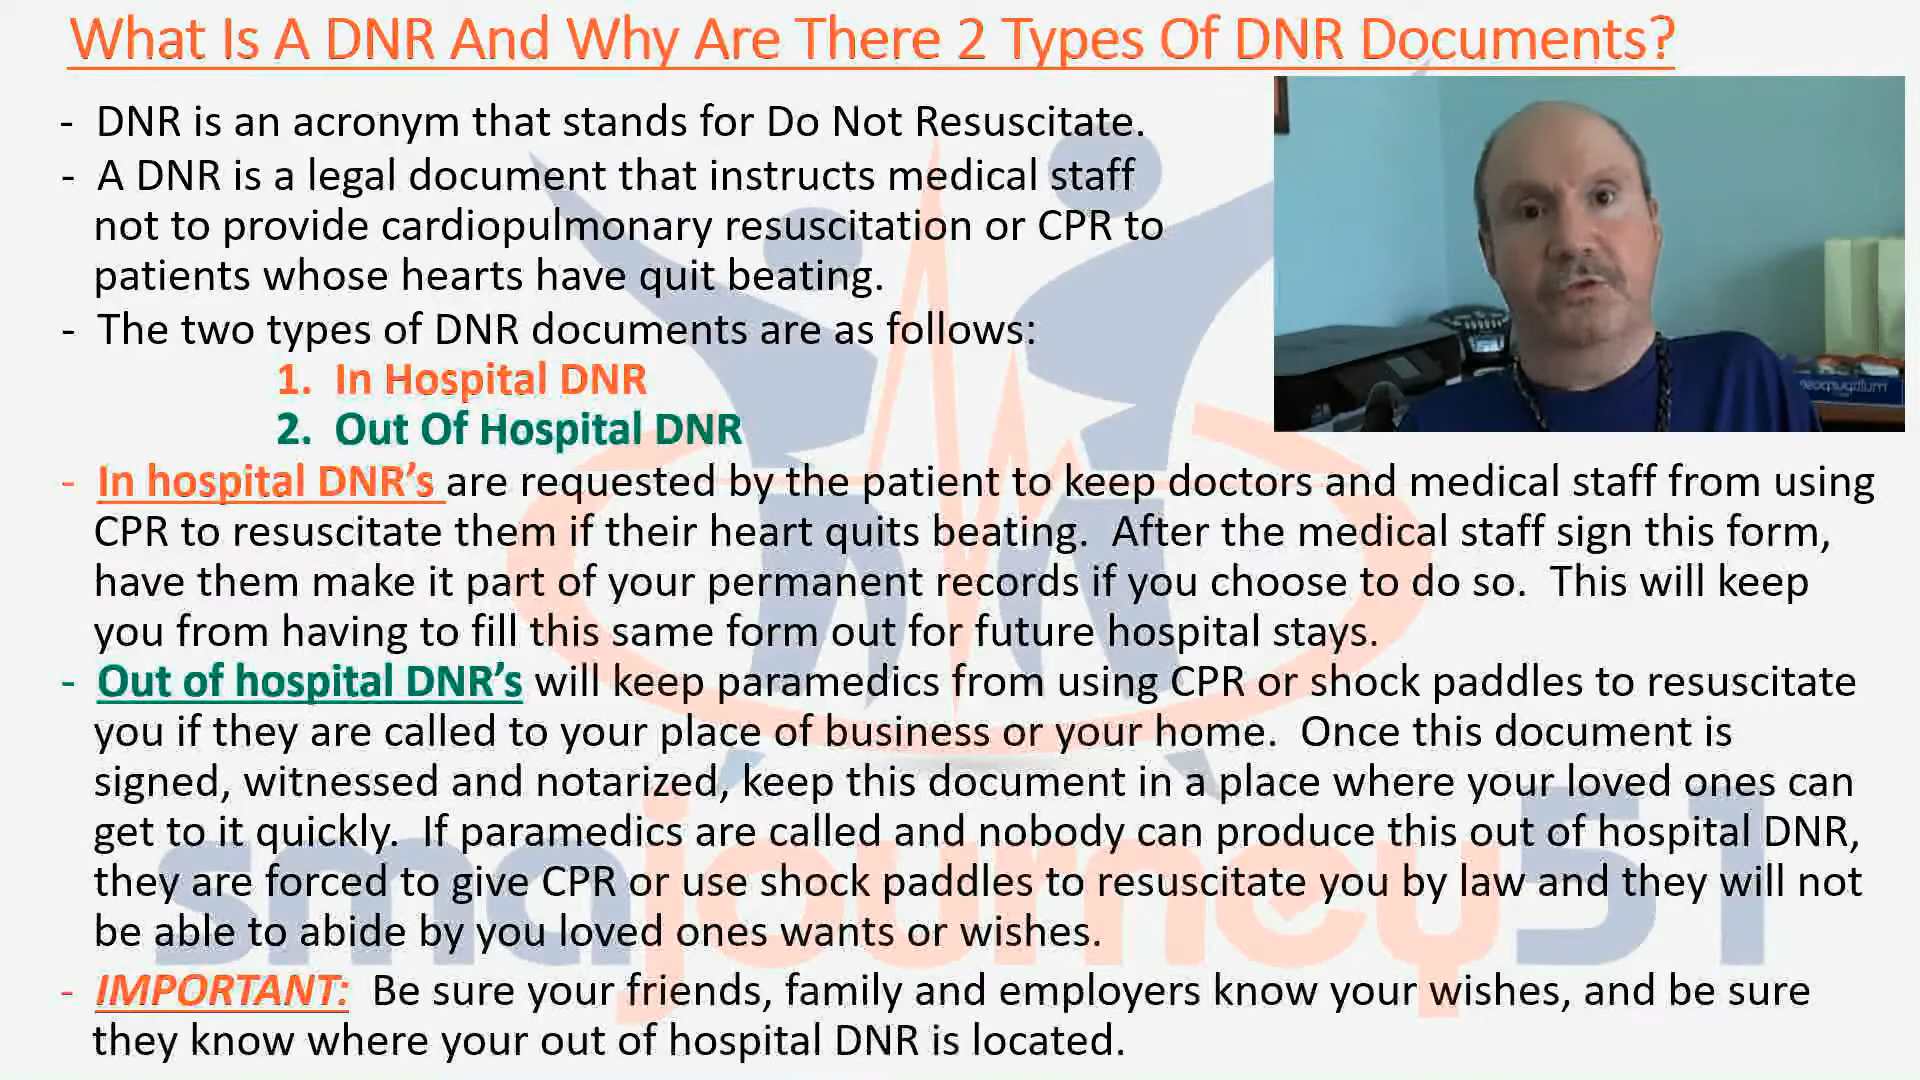 What Is A DNR And Why Are There 2 Types Of DNR Documents?
- DNR is an acronym that stands for Do Not Resuscitate.
- A DNR is a legal document that instructs medical staff
not to provide cardiopulmonary resuscitation or CPR to
patients whose hearts have quit beating.
- The two types of DNR documents are as follows:
1. In Hospital DNR
2. Out Of Hospital DNR
- In hospital DNR's are requested by the patient to keep doctors and medical staff from using
CPR to resuscitate them if their heart quits beating. After the medical staff sign this form,
have them make it part of your permanent records if you choose to do so. This will keep
you from having to fill this same form out for future hospital stays.
- Out of hospital DNR's will keep paramedics from using CPR or shock paddles to resuscitate
you if they are called to your place of business or your home. Once this document is
signed, witnessed and notarized, keep this document in a place where your loved ones can
get to it quickly. If paramedics are called and nobody can produce this out of hospital DNR,
they are forced to give CPR or use shock paddles to resuscitate you by law and they will not
be able to abide by you loved ones wants or wishes.
- IMPORTANT: Be sure your friends, family and employers know your wishes, and be sure
they know where your out of hospital DNR is located.
smajourney51
multipurpose